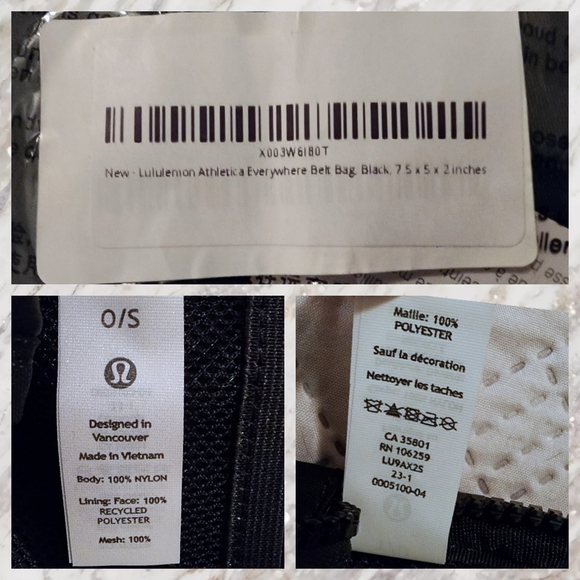 X003W6IB0T
New - Lululemon Athletica Everywhere Belt Bag, Black, 7.5 x 5 x 2 inches
O/S
Designed in
Vancouver
Made in Vietnam
Body: 100% NYLON
Lining: Face: 100%
RECYCLED
POLYESTER
Mesh: 100%
Maille: 100%
POLYESTER
Sauf la décoration
Nettoyer les taches
CA 35801
RN 106259
LU9AX2S
23-1
0005100-04